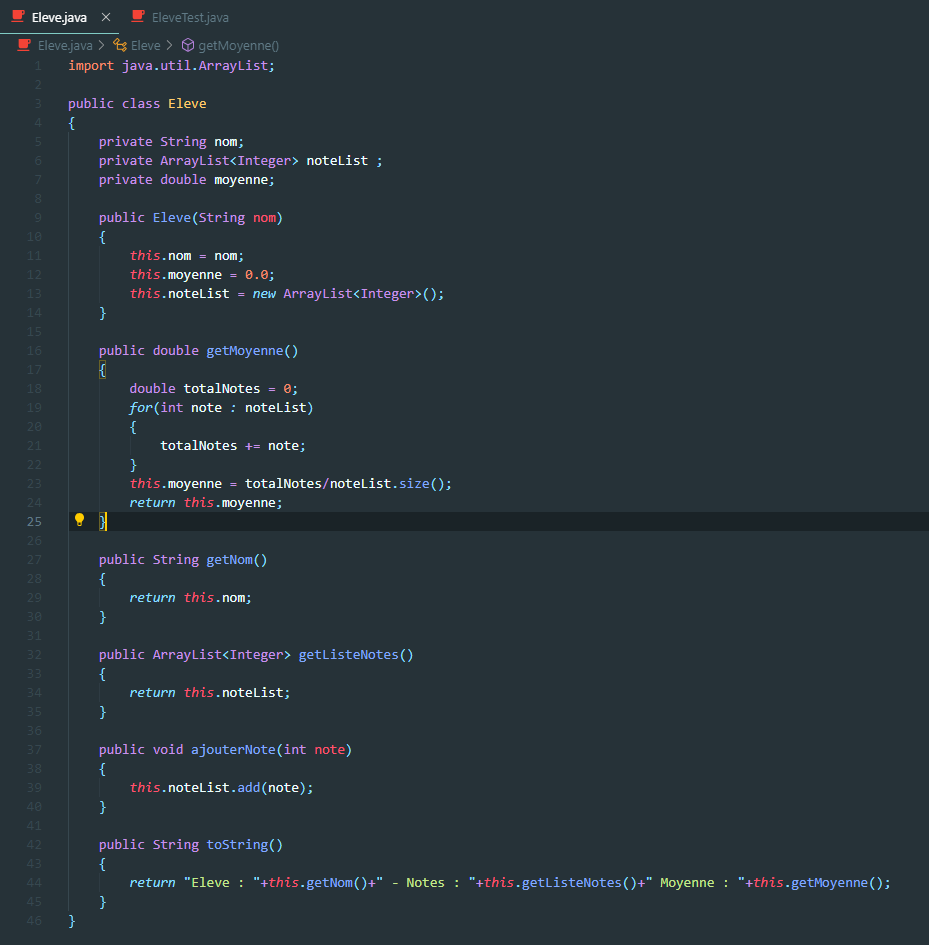 Eleve.java × EleveTest.java
Eleve.java > Eleve > getMoyenne()
1 import java.util.ArrayList;
2
3 public class Eleve
4 {
5     private String nom;
6     private ArrayList<Integer> noteList ;
7     private double moyenne;
8
9     public Eleve(String nom)
10     {
11         this.nom = nom;
12         this.moyenne = 0.0;
13         this.noteList = new ArrayList<Integer>();
14     }
15
16     public double getMoyenne()
17     {
18         double totalNotes = 0;
19         for(int note : noteList)
20         {
21             totalNotes += note;
22         }
23         this.moyenne = totalNotes/noteList.size();
24         return this.moyenne;
25     }
26
27     public String getNom()
28     {
29         return this.nom;
30     }
31
32     public ArrayList<Integer> getListeNotes()
33     {
34         return this.noteList;
35     }
36
37     public void ajouterNote(int note)
38     {
39         this.noteList.add(note);
40     }
41
42     public String toString()
43     {
44         return "Eleve : "+this.getNom()+" - Notes : "+this.getListeNotes()+" Moyenne : "+this.getMoyenne();
45     }
46 }